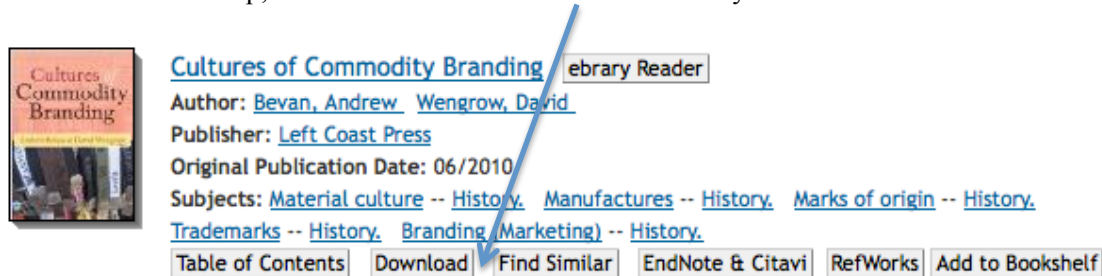 Cultures of Commodity Branding ebrary Reader
Cultures of
Commodity
Branding
Author: Bevan, Andrew Wengrow, David
Publisher: Left Coast Press
Original Publication Date: 06/2010
Subjects: Material culture -- History. Manufactures -- History. Marks of origin -- History.
Trademarks -- History. Branding (Marketing) -- History.
Table of Contents Download Find Similar EndNote & Citavi RefWorks Add to Bookshelf